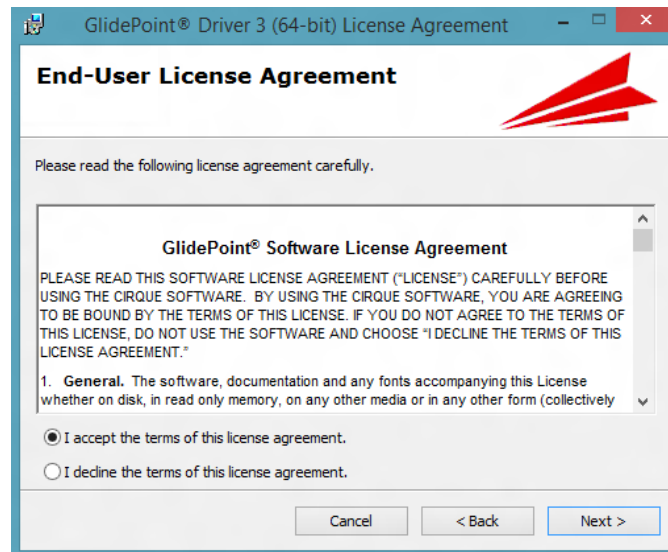 GlidePoint® Driver 3 (64-bit) License Agreement
End-User License Agreement
Please read the following license agreement carefully.
GlidePoint® Software License Agreement
PLEASE READ THIS SOFTWARE LICENSE AGREEMENT (“LICENSE”) CAREFULLY BEFORE
USING THE CIRQUE SOFTWARE.  BY USING THE CIRQUE SOFTWARE, YOU ARE AGREEING
TO BE BOUND BY THE TERMS OF THIS LICENSE. IF YOU DO NOT AGREE TO THE TERMS OF
THIS LICENSE, DO NOT USE THE SOFTWARE AND CHOOSE “I DECLINE THE TERMS OF THIS
LICENSE AGREEMENT.”
1.  General.  The software, documentation and any fonts accompanying this License
whether on disk, in read only memory, on any other media or in any other form (collectively
I accept the terms of this license agreement.
I decline the terms of this license agreement.
Cancel < Back Next >